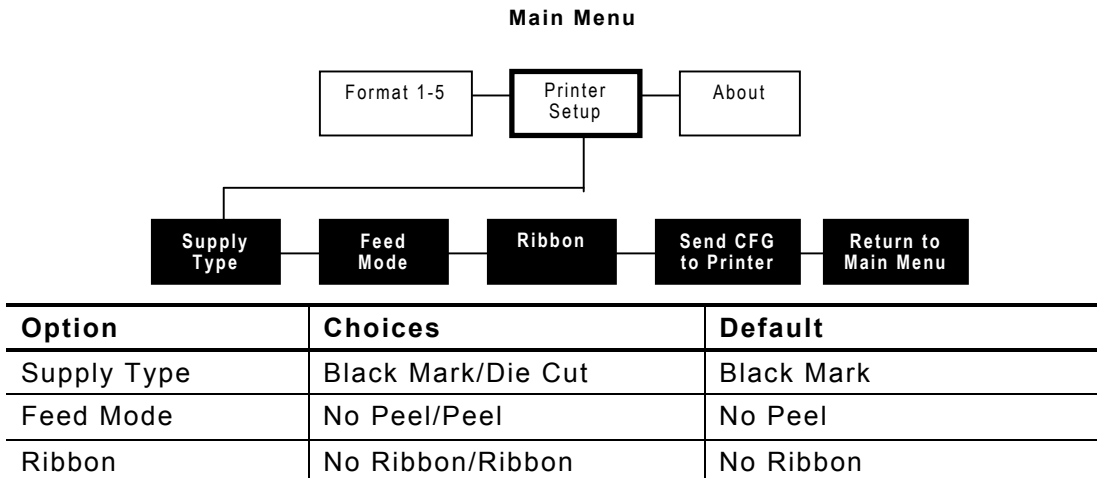 Main Menu
Format 1-5
Printer
Setup
About
Supply
Type
Feed
Mode
Ribbon
Send CFG
to Printer
Return to
Main Menu
Option Choices Default
Supply Type Black Mark/Die Cut Black Mark
Feed Mode No Peel/Peel No Peel
Ribbon No Ribbon/Ribbon No Ribbon